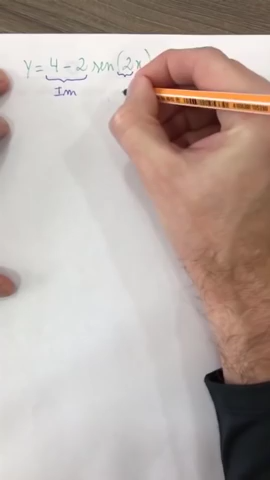 y = 4 - 2 sen(2x)
Im